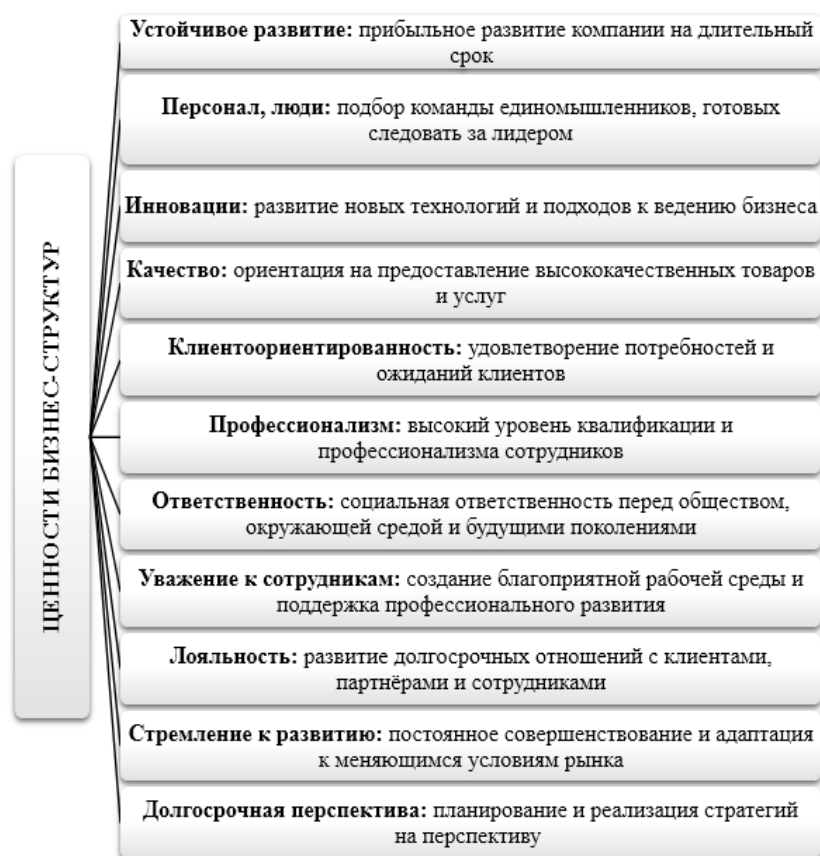 ЦЕННОСТИ БИЗНЕС-СТРУКТУР
Устойчивое развитие: прибыльное развитие компании на длительный
срок
Персонал, люди: подбор команды единомышленников, готовых
следовать за лидером
Инновации: развитие новых технологий и подходов к ведению бизнеса
Качество: ориентация на предоставление высококачественных товаров
и услуг
Клиентоориентированность: удовлетворение потребностей и
ожиданий клиентов
Профессионализм: высокий уровень квалификации и
профессионализма сотрудников
Ответственность: социальная ответственность перед обществом,
окружающей средой и будущими поколениями
Уважение к сотрудникам: создание благоприятной рабочей среды и
поддержка профессионального развития
Лояльность: развитие долгосрочных отношений с клиентами,
партнёрами и сотрудниками
Стремление к развитию: постоянное совершенствование и адаптация
к меняющимся условиям рынка
Долгосрочная перспектива: планирование и реализация стратегий
на перспективу